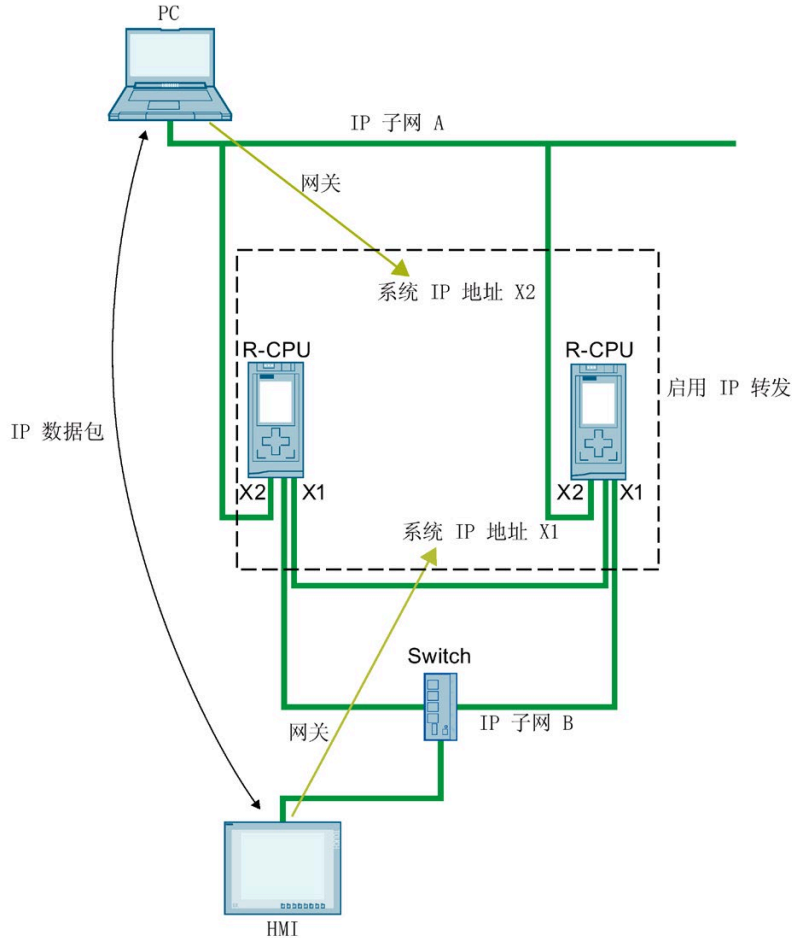 PC
IP 子网 A
网关
系统 IP 地址 X2
R-CPU
R-CPU
启用 IP 转发
IP 数据包
X2
X1
X2
X1
系统 IP 地址 X1
Switch
IP 子网 B
网关
HMI